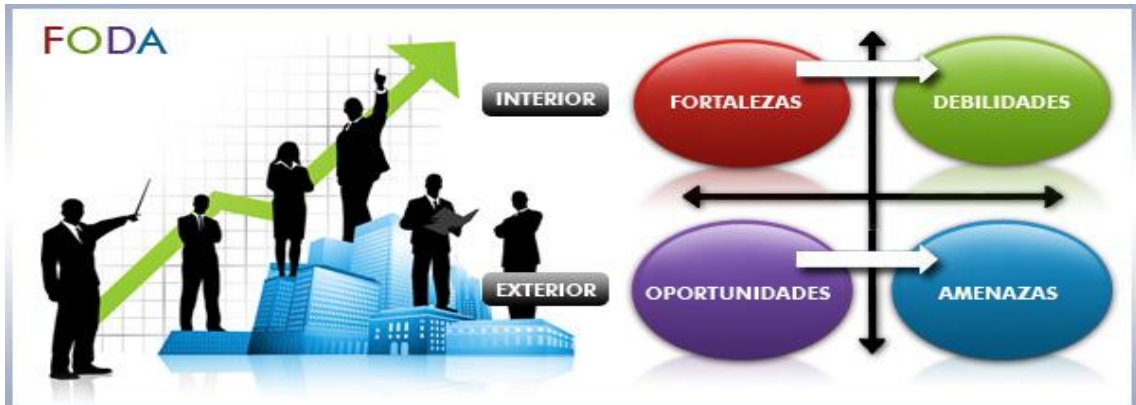 FODA
INTERIOR
FORTALEZAS
DEBILIDADES
EXTERIOR
OPORTUNIDADES
AMENAZAS